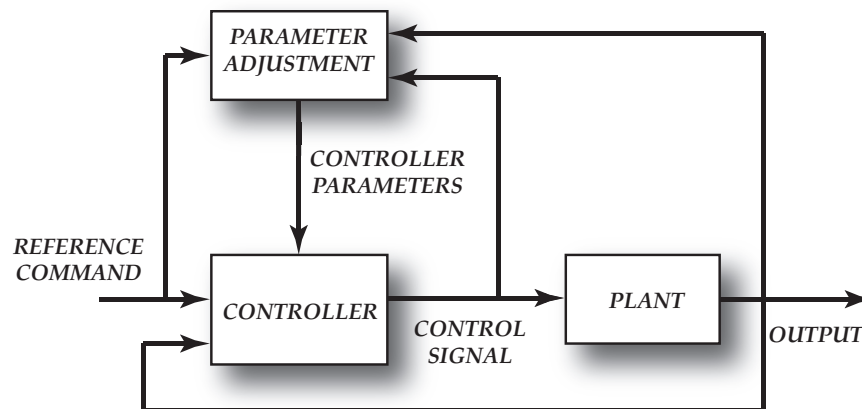 PARAMETER
ADJUSTMENT
CONTROLLER
PARAMETERS
REFERENCE
COMMAND
CONTROLLER
CONTROL
SIGNAL
PLANT
OUTPUT